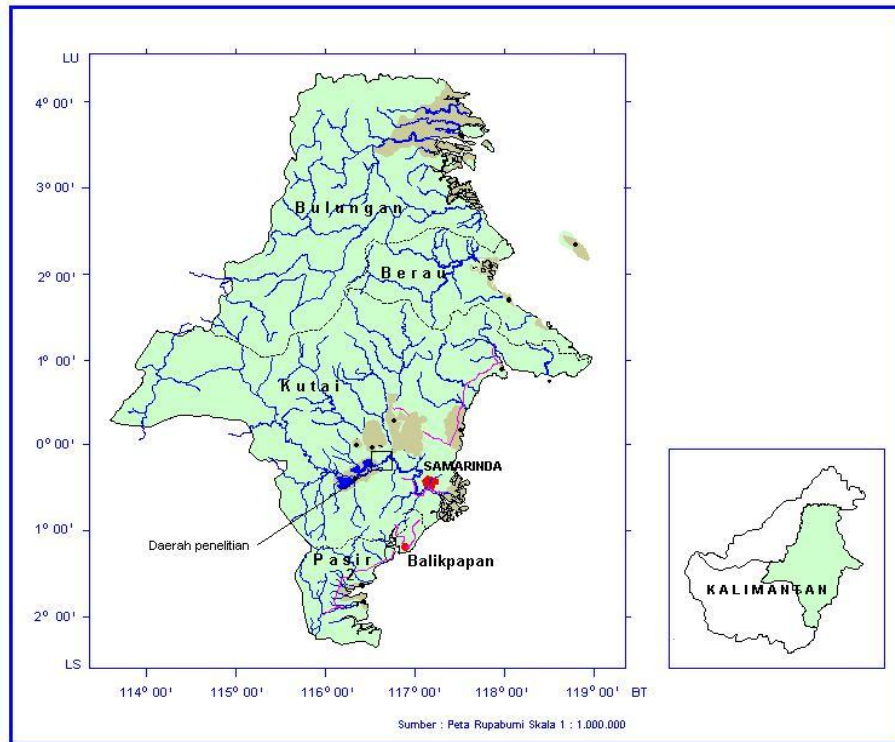 LU
4° 00'
3° 00'
Bulungan
2° 00'
Berau
1° 00'
Kutai
0° 00'
SAMARINDA
1° 00'
Daerah penelitian
Pasir
Balikpapan
2
2° 00'
LS
114° 00' 115° 00' 116° 00' 117° 00' 118° 00' 119° 00' BT
KALIMANTAN
Sumber : Peta Rupabumi Skala 1 : 1.000.000